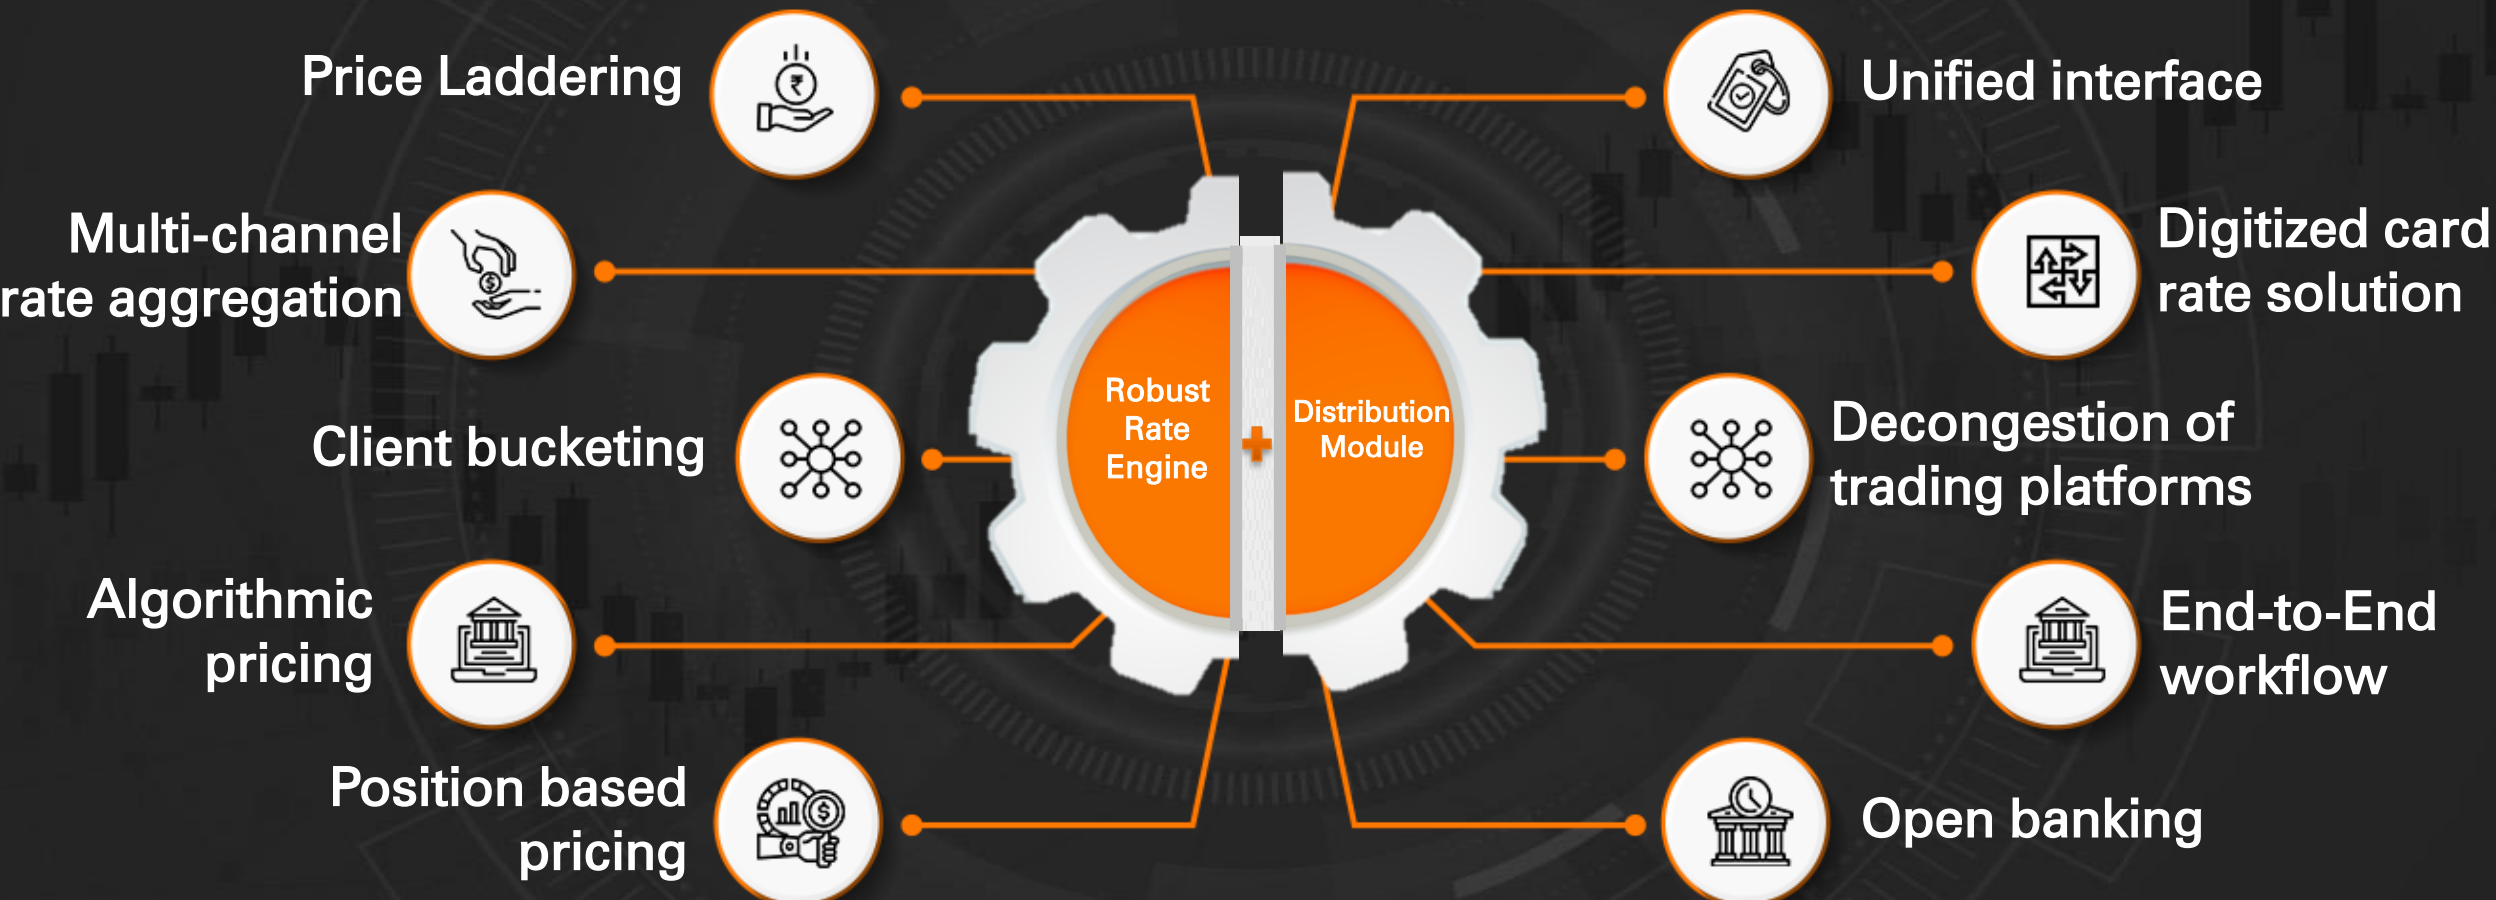 Price Laddering
Multi-channel
rate aggregation
Client bucketing
Algorithmic
pricing
Position based
pricing
Robust
Rate
Engine
Distribution
Module
Unified interface
Digitized card
rate solution
Decongestion of
trading platforms
End-to-End
workflow
Open banking